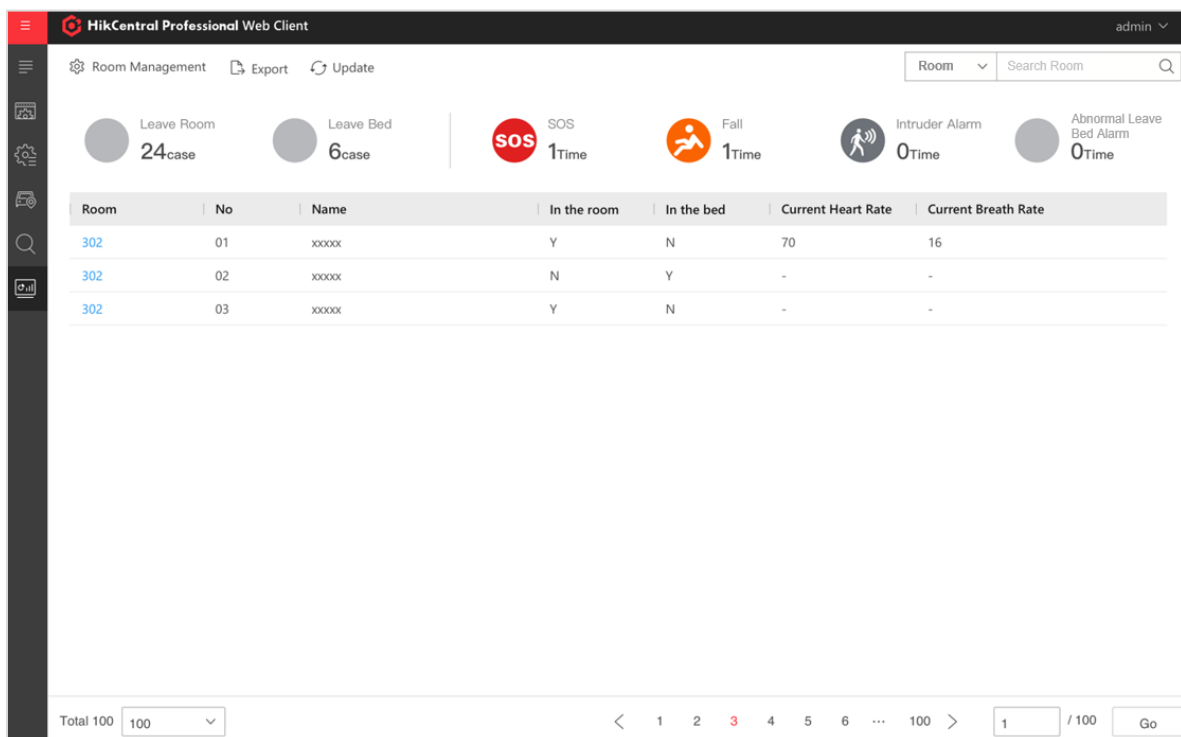 HikCentral Professional Web Client admin
Room Management Export Update Room Search Room
Leave Room
24case
Leave Bed
6case
SOS
SOS
1Time
Fall
1Time
Intruder Alarm
0Time
Abnormal Leave
Bed Alarm
0Time
Room No Name In the room In the bed Current Heart Rate Current Breath Rate
302 01 xxxxx Y N 70 16
302 02 xxxxx N Y - -
302 03 xxxxx Y N - -
Total 100 100 < 1 2 3 4 5 6 ··· 100 > 1 / 100 Go